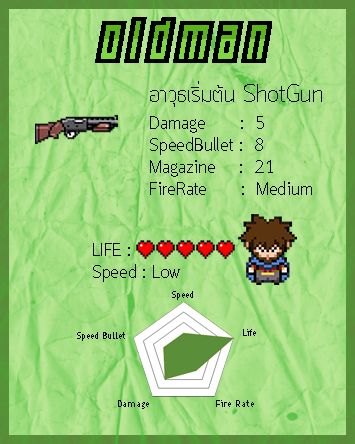 oldman
อาวุธเริ่มต้น ShotGun
Damage : 5
SpeedBullet : 8
Magazine : 21
FireRate : Medium
LIFE :
Speed : Low
Speed
Speed Bullet
Life
Damage
Fire Rate